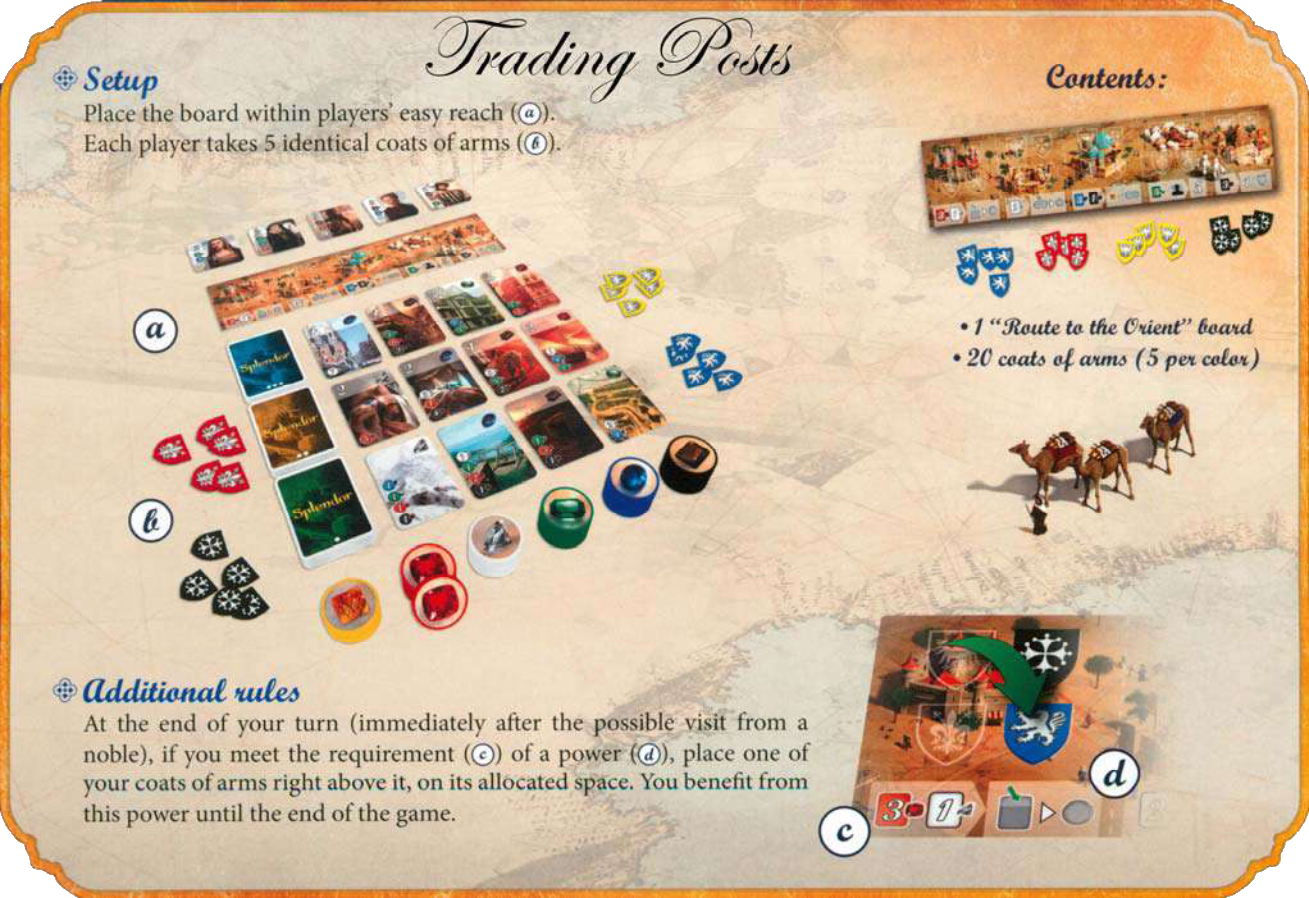 Trading Posts
Setup
Place the board within players' easy reach (a).
Each player takes 5 identical coats of arms (b).
Contents:
• 1 "Route to the Orient" board
• 20 coats of arms (5 per color)
a
Splendor
Splendor
Splendor
b
Additional rules
At the end of your turn (immediately after the possible visit from a
noble), if you meet the requirement (c) of a power (d), place one of
your coats of arms right above it, on its allocated space. You benefit from
this power until the end of the game.
d
c
3 1
2